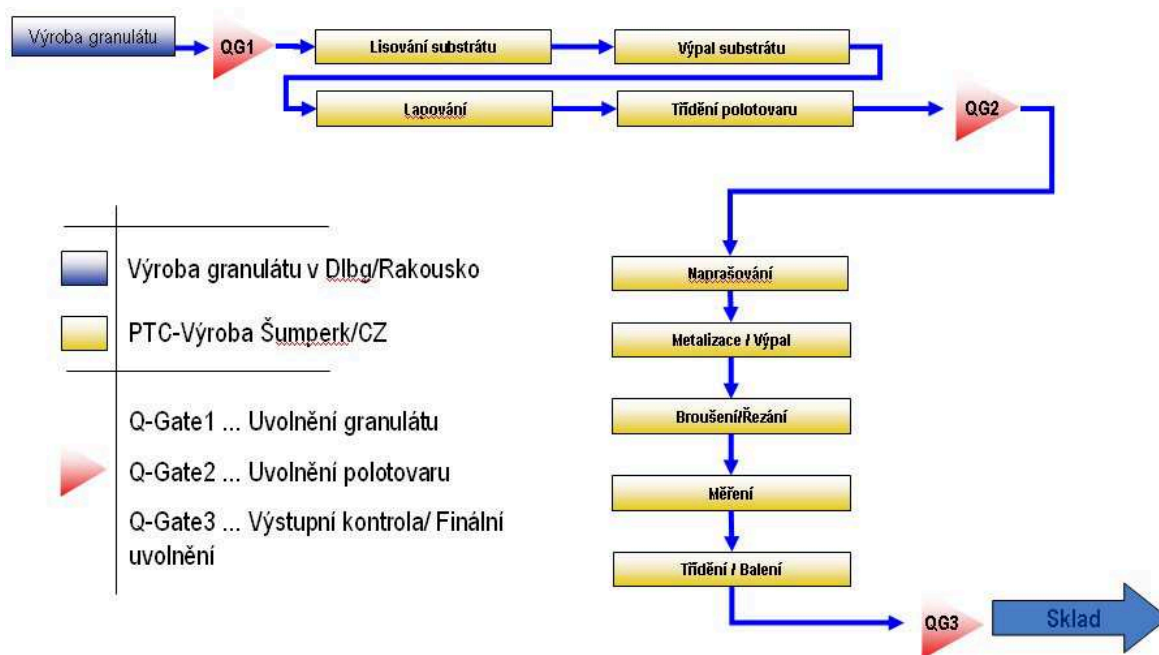 Výroba granulátu
QG1
Lisování substrátu
Výpal substrátu
Lapování
Třídění polotovaru
QG2
Naprašování
Metalizace / Výpal
Broušení/Řezání
Měření
Třídění / Balení
QG3
Sklad
Výroba granulátu v Dlbg/Rakousko
PTC-Výroba Šumperk/CZ
Q-Gate1 ... Uvolnění granulátu
Q-Gate2 ... Uvolnění polotovaru
Q-Gate3 ... Výstupní kontrola/ Finální
uvolnění